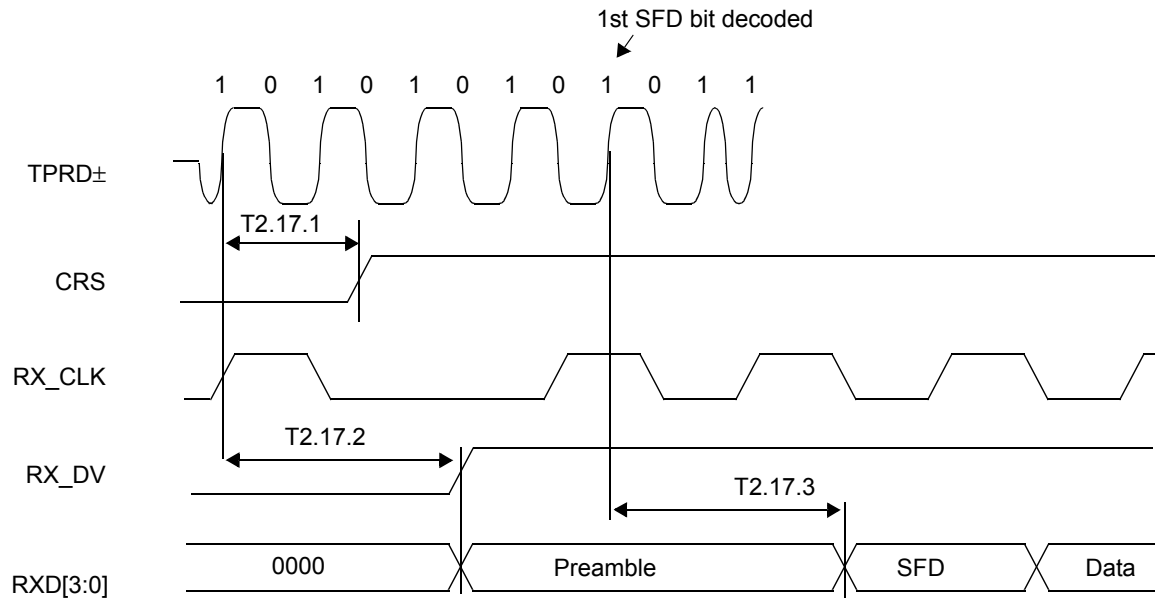 1st SFD bit decoded
1 0 1 0 1 0 1 0 1 0 1 1
TPRD±
T2.17.1
CRS
RX_CLK
T2.17.2
RX_DV
T2.17.3
0000 Preamble SFD Data
RXD[3:0]